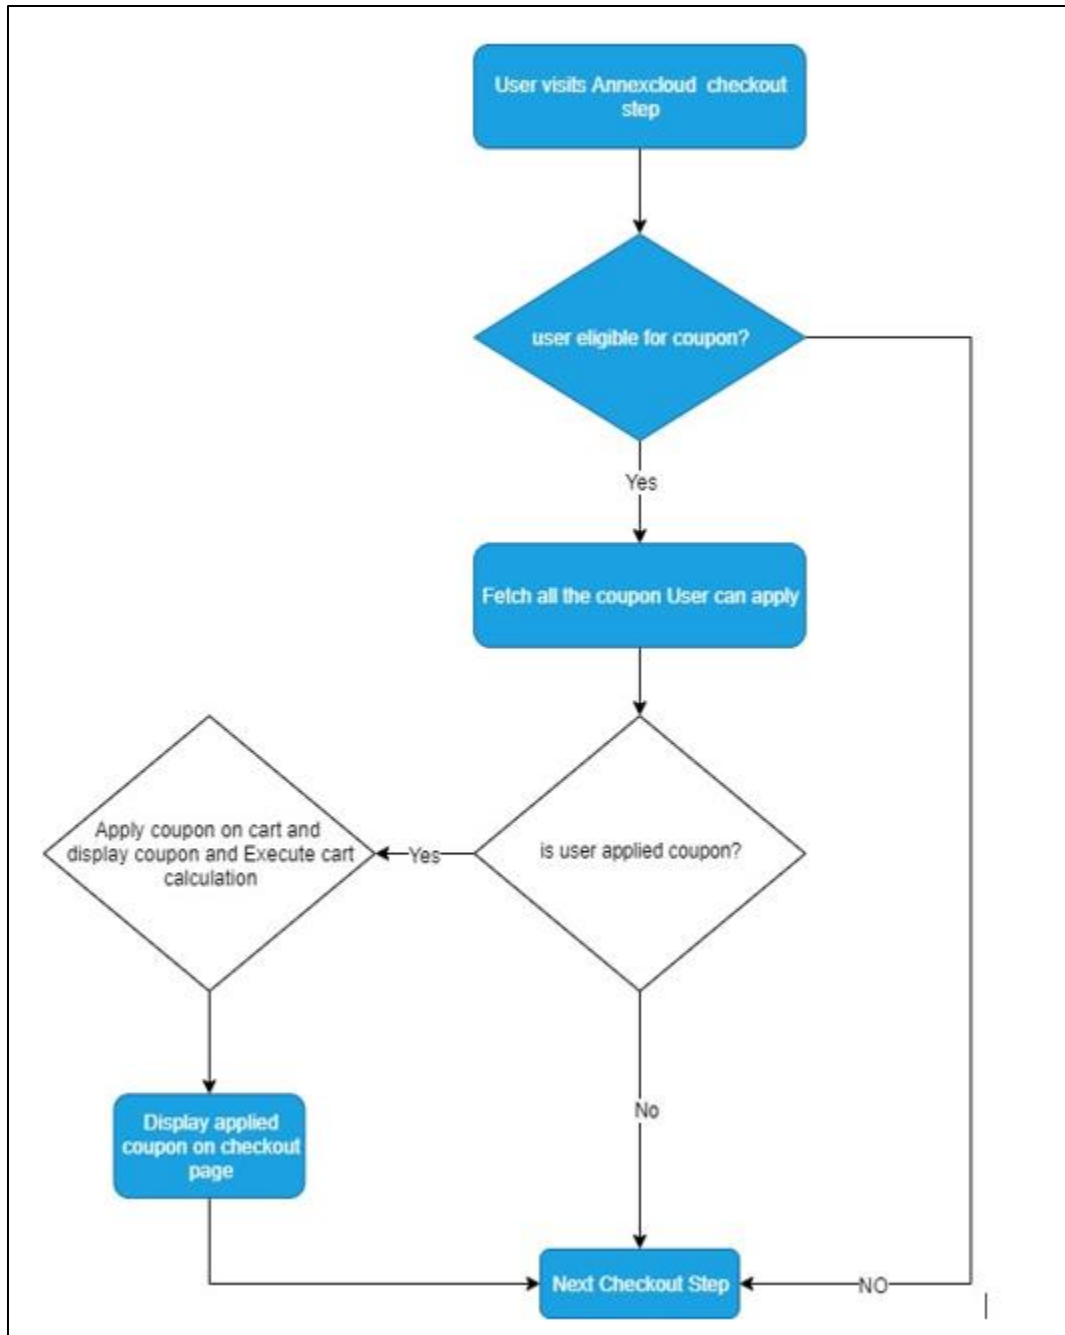 User visits Annexcloud checkout
step
user eligible for coupon?
Yes
Fetch all the coupon User can apply
Apply coupon on cart and
display coupon and Execute cart
calculation
Yes
is user applied coupon?
No
Display applied
coupon on checkout
page
Next Checkout Step
NO